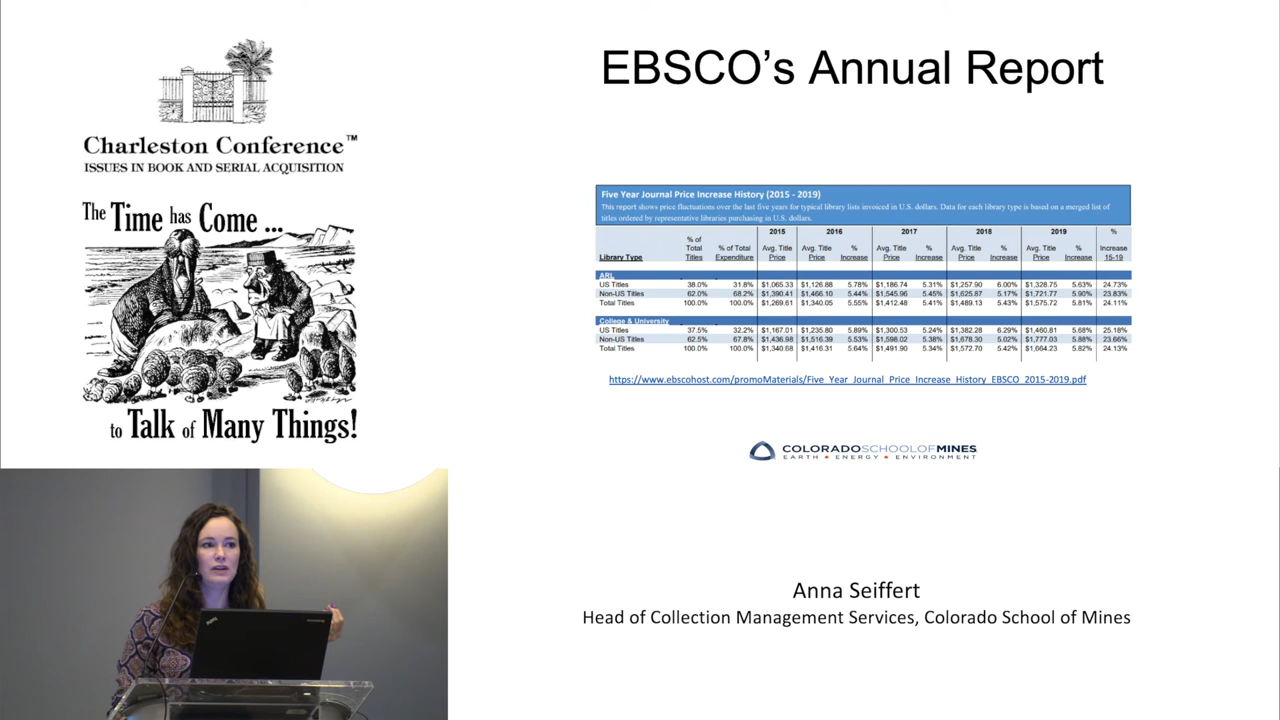 Charleston Conference™
ISSUES IN BOOK AND SERIAL ACQUISITION
The Time has Come ...
to Talk of Many Things!
EBSCO’s Annual Report
Five Year Journal Price Increase History (2015 - 2019)
This report shows price fluctuations over the last five years for typical library lists invoiced in U.S. dollars. Data for each library type is based on a merged list of
titles ordered by representative libraries purchasing in U.S. dollars.
2015 2016 2017 2018 2019 %
Library Type % of Total Titles % of Total Expenditure Avg. Title Price Avg. Title Price % Increase Avg. Title Price % Increase Avg. Title Price % Increase Avg. Title Price % Increase Increase 15-19
ARL
US Titles 38.0% 31.8% $1,065.33 $1,126.88 5.78% $1,186.74 5.31% $1,257.90 6.00% $1,328.75 5.63% 24.73%
Non-US Titles 62.0% 68.2% $1,390.41 $1,466.10 5.44% $1,545.96 5.45% $1,625.87 5.17% $1,721.77 5.90% 23.83%
Total Titles 100.0% 100.0% $1,269.61 $1,340.05 5.55% $1,412.48 5.41% $1,489.13 5.43% $1,575.72 5.81% 24.11%
College & University
US Titles 37.5% 32.2% $1,167.01 $1,235.80 5.89% $1,300.53 5.24% $1,382.28 6.29% $1,460.81 5.68% 25.18%
Non-US Titles 62.5% 67.8% $1,436.98 $1,516.39 5.53% $1,598.02 5.38% $1,678.30 5.02% $1,777.03 5.88% 23.66%
Total Titles 100.0% 100.0% $1,340.68 $1,416.31 5.64% $1,491.90 5.34% $1,572.70 5.42% $1,664.23 5.82% 24.13%
https://www.ebscohost.com/promoMaterials/Five_Year_Journal_Price_Increase_History_EBSCO_2015-2019.pdf
COLORADOSCHOOLOFMINES
EARTH • ENERGY • ENVIRONMENT
Anna Seiffert
Head of Collection Management Services, Colorado School of Mines